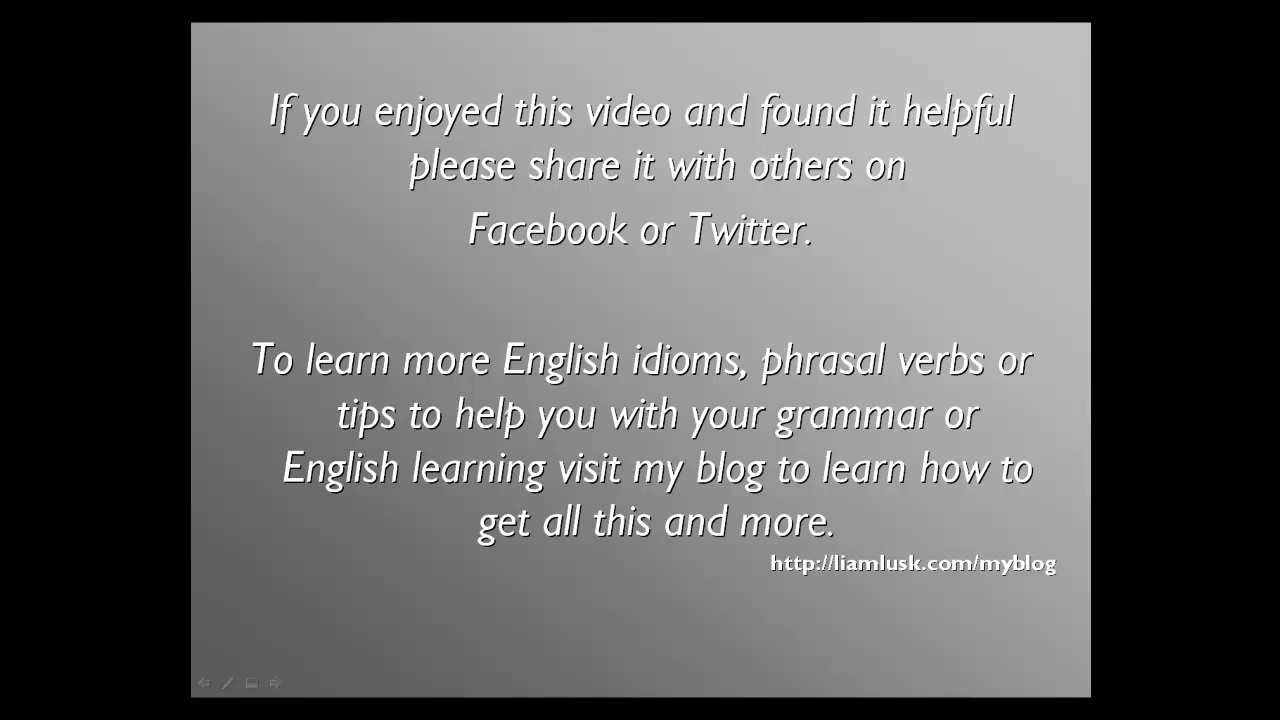 If you enjoyed this video and found it helpful
please share it with others on
Facebook or Twitter.
To learn more English idioms, phrasal verbs or
tips to help you with your grammar or
English learning visit my blog to learn how to
get all this and more.
http://liamlusk.com/myblog